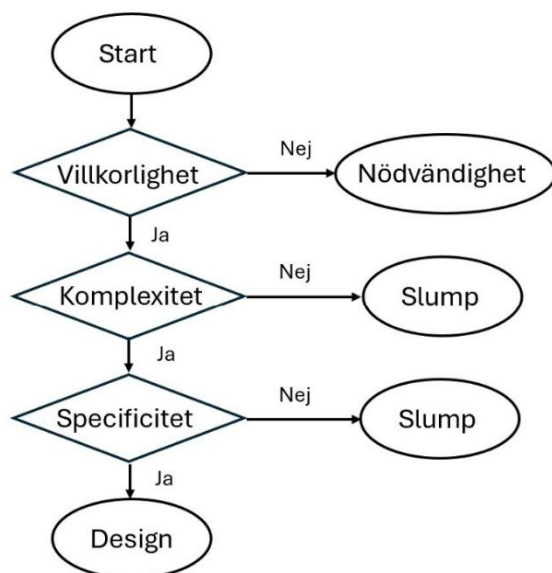 Start
Villkorlighet
Nej
Nödvändighet
Ja
Komplexitet
Nej
Slump
Ja
Specificitet
Nej
Slump
Ja
Design